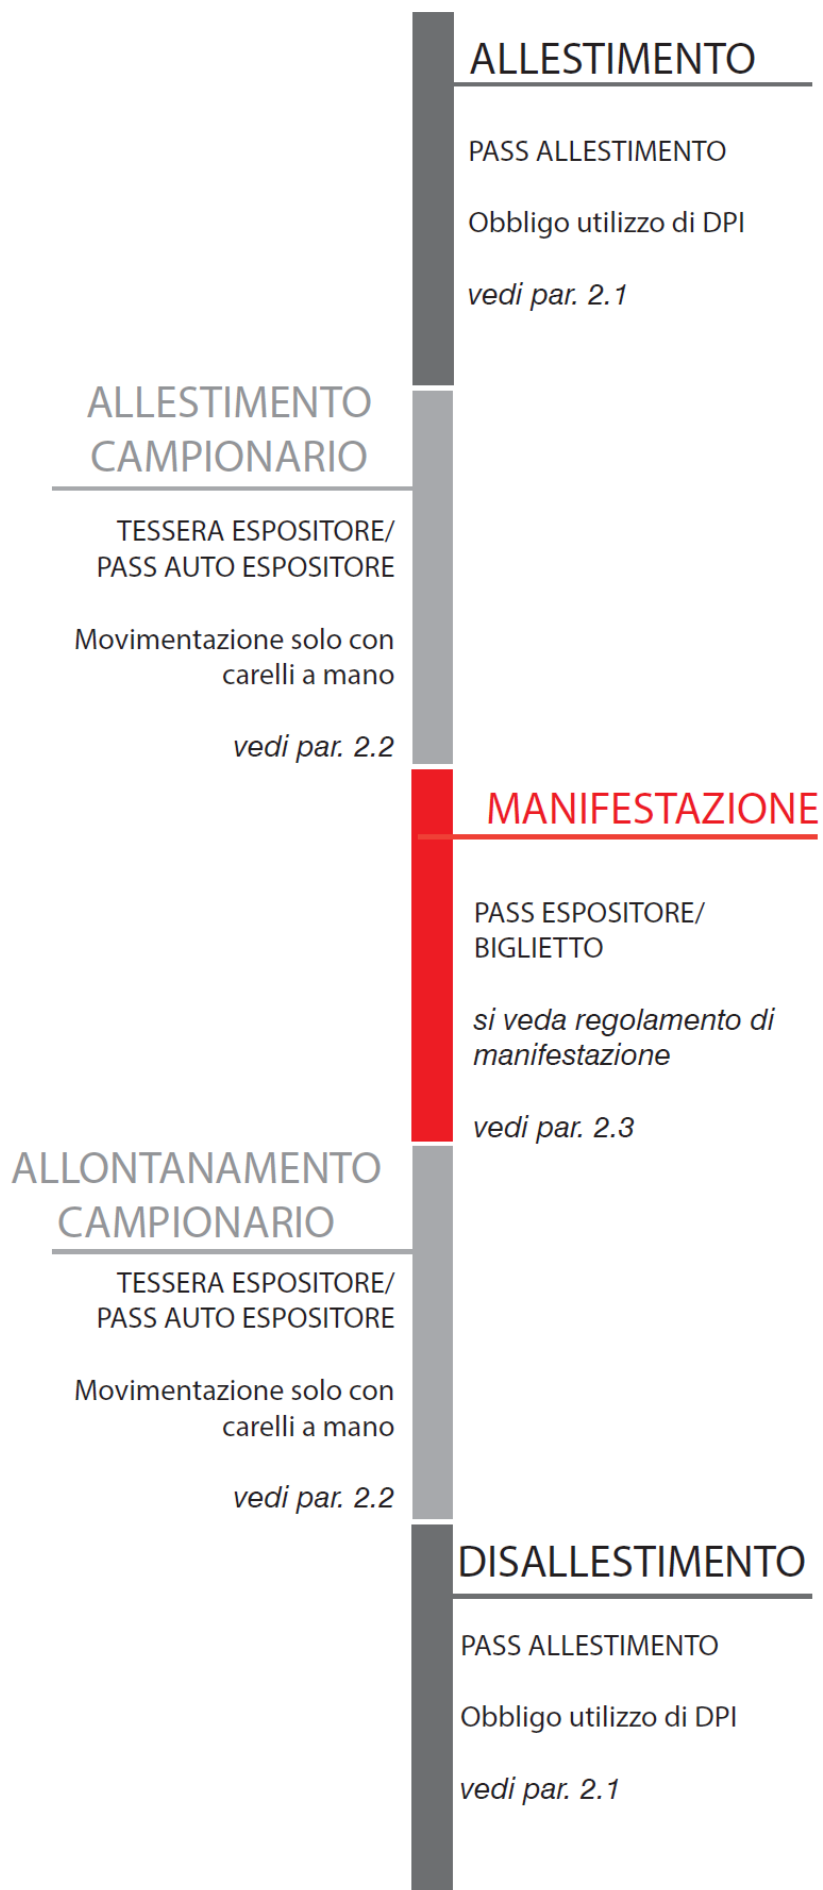 ALLESTIMENTO
PASS ALLESTIMENTO
Obbligo utilizzo di DPI
vedi par. 2.1
ALLESTIMENTO
CAMPIONARIO
TESSERA ESPOSITORE/
PASS AUTO ESPOSITORE
Movimentazione solo con
carelli a mano
vedi par. 2.2
MANIFESTAZIONE
PASS ESPOSITORE/
BIGLIETTO
si veda regolamento di
manifestazione
vedi par. 2.3
ALLONTANAMENTO
CAMPIONARIO
TESSERA ESPOSITORE/
PASS AUTO ESPOSITORE
Movimentazione solo con
carelli a mano
vedi par. 2.2
DISALLESTIMENTO
PASS ALLESTIMENTO
Obbligo utilizzo di DPI
vedi par. 2.1